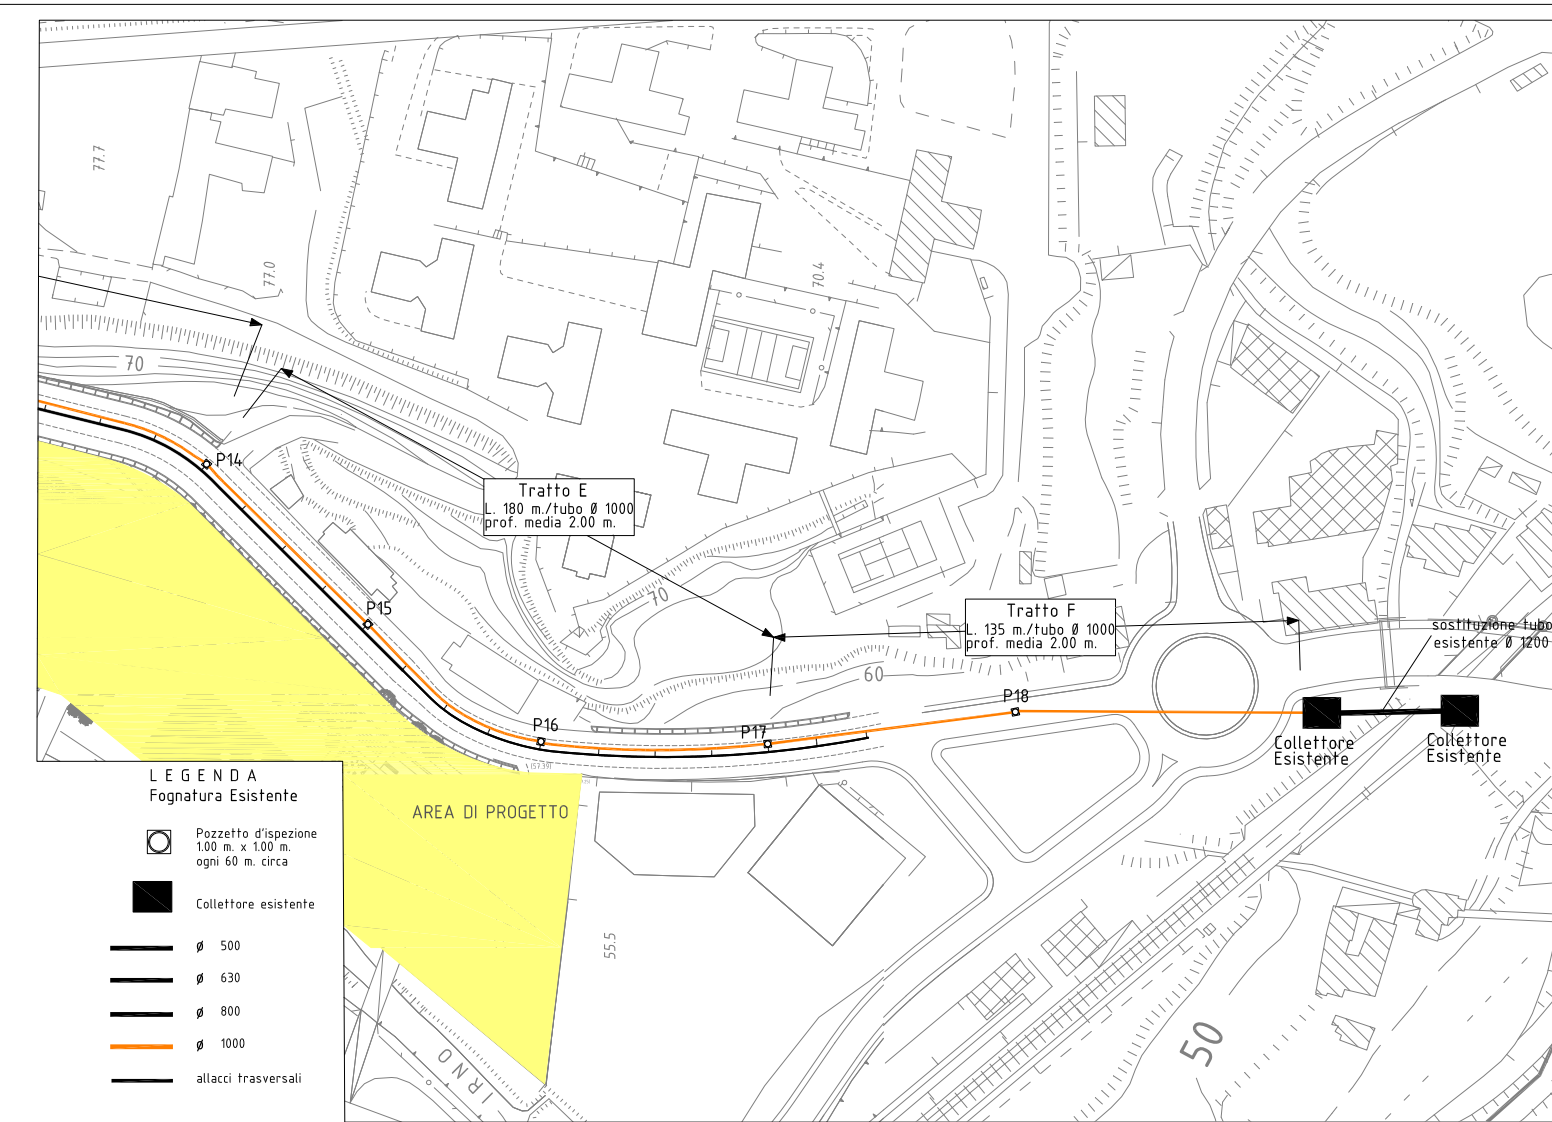 77.7
77.0
70.4
70
P14
Tratto E
L. 180 m./tubo Ø 1000
prof. media 2.00 m.
P15
70
Tratto F
L. 135 m./tubo Ø 1000
prof. media 2.00 m.
sostituzione tubo
esistente Ø 1200
60
P18
P16
P17
Collettore
Esistente
Collettore
Esistente
LEGENDA
Fognatura Esistente
Pozzetto d'ispezione
1.00 m. x 1.00 m.
ogni 60 m. circa
Collettore esistente
Ø 500
Ø 630
Ø 800
Ø 1000
allacci trasversali
AREA DI PROGETTO
55.5
50
IRNO